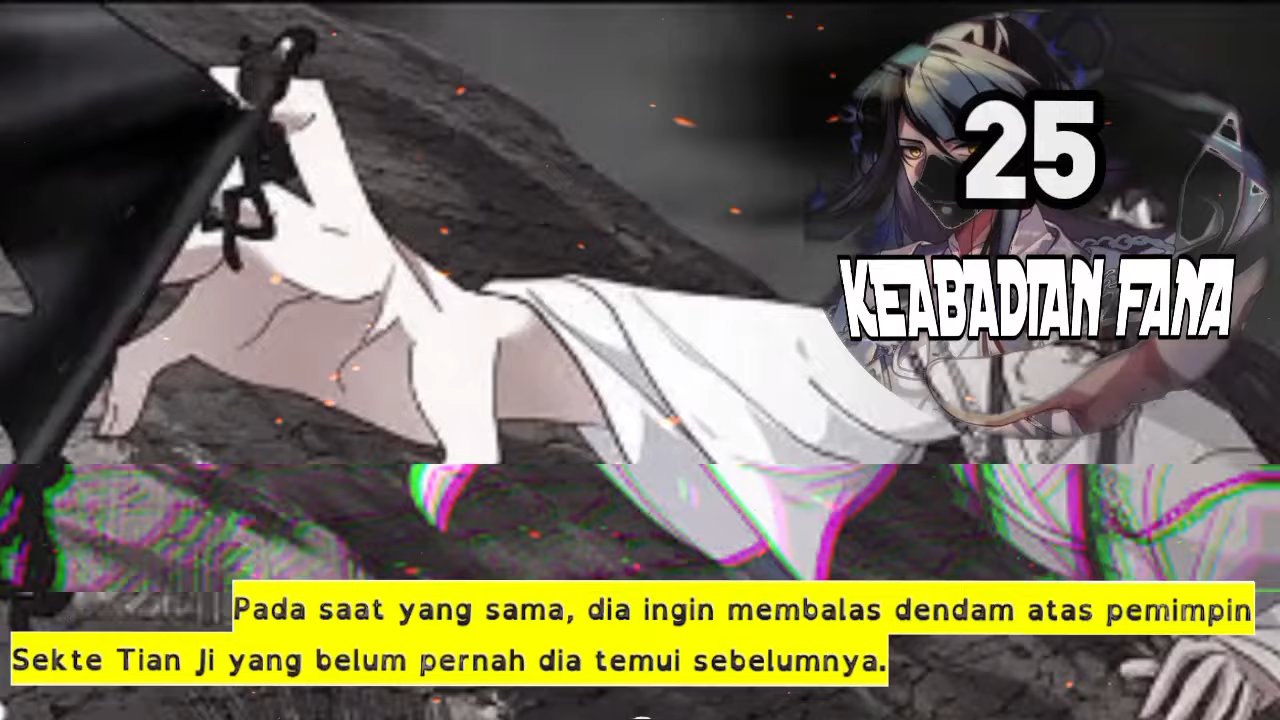 25
KEABADIAN FANA
Pada saat yang sama, dia ingin membalas dendam atas pemimpin
Sekte Tian Ji yang belum pernah dia temui sebelumnya.